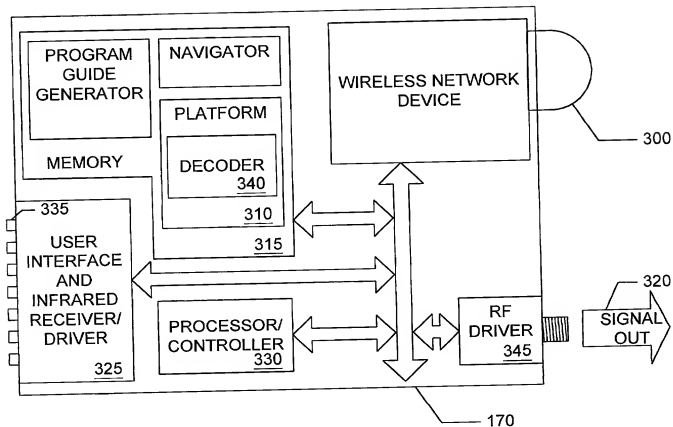 PROGRAM
GUIDE
GENERATOR
NAVIGATOR
PLATFORM
DECODER
340
310
MEMORY
315
WIRELESS NETWORK
DEVICE
300
335
USER
INTERFACE
AND
INFRARED
RECEIVER/
DRIVER
325
PROCESSOR/
CONTROLLER
330
RF
DRIVER
345
320
SIGNAL
OUT
170